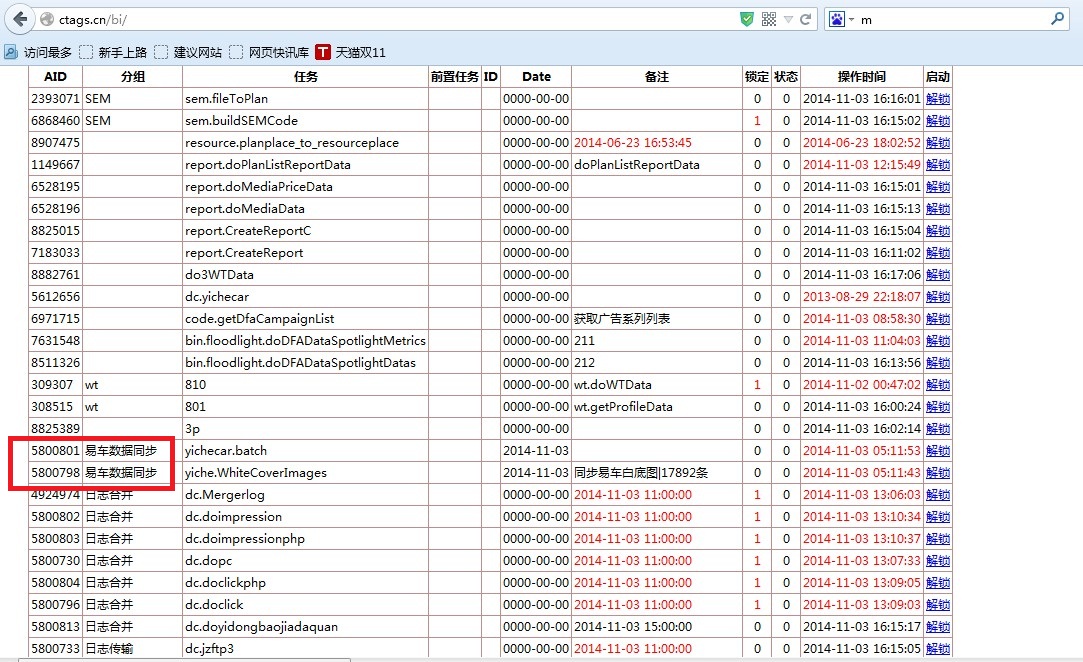 ctags.cn/bi/
m
访问最多 新手上路 建议网站 网页快讯库 T 天猫双11
AID 分组 任务 前置任务 ID Date 备注 锁定 状态 操作时间 启动
2393071 SEM sem.fileToPlan 0000-00-00 0 0 2014-11-03 16:16:01 解锁
6868460 SEM sem.buildSEMCode 0000-00-00 1 0 2014-11-03 16:15:02 解锁
8907475 resource.planplace_to_resourceplace 0000-00-00 2014-06-23 16:53:45 0 0 2014-06-23 18:02:52 解锁
1149667 report.doPlanListReportData 0000-00-00 doPlanListReportData 0 0 2014-11-03 12:15:49 解锁
6528195 report.doMediaPriceData 0000-00-00 0 0 2014-11-03 16:15:01 解锁
6528196 report.doMediaData 0000-00-00 0 0 2014-11-03 16:15:13 解锁
8825015 report.CreateReportC 0000-00-00 0 0 2014-11-03 16:15:04 解锁
7183033 report.CreateReport 0000-00-00 0 0 2014-11-03 16:11:02 解锁
8882761 do3WTData 0000-00-00 0 0 2014-11-03 16:17:06 解锁
5612656 dc.yichecar 0000-00-00 0 0 2013-08-29 22:18:07 解锁
6971715 code.getDfaCampaignList 0000-00-00 获取广告系列列表 0 0 2014-11-03 08:58:30 解锁
7631548 bin.floodlight.doDFADataSpotlightMetrics 0000-00-00 211 0 0 2014-11-03 11:04:03 解锁
8511326 bin.floodlight.doDFADataSpotlightDatas 0000-00-00 212 0 0 2014-11-03 16:13:56 解锁
309307 wt 810 0000-00-00 wt.doWTData 1 0 2014-11-02 00:47:02 解锁
308515 wt 801 0000-00-00 wt.getProfileData 0 0 2014-11-03 16:00:24 解锁
8825389 3p 0000-00-00 0 0 2014-11-03 16:02:14 解锁
5800801 易车数据同步 yichecar.batch 2014-11-03 0 0 2014-11-03 05:11:53 解锁
5800798 易车数据同步 yiche.WhiteCoverImages 2014-11-03 同步易车白底图|17892条 0 0 2014-11-03 05:11:43 解锁
4924974 日志合并 dc.Mergerlog 0000-00-00 2014-11-03 11:00:00 1 0 2014-11-03 13:06:03 解锁
5800802 日志合并 dc.doimpression 0000-00-00 2014-11-03 11:00:00 1 0 2014-11-03 13:10:34 解锁
5800803 日志合并 dc.doimpressionphp 0000-00-00 2014-11-03 11:00:00 1 0 2014-11-03 13:10:37 解锁
5800730 日志合并 dc.dopc 0000-00-00 2014-11-03 11:00:00 1 0 2014-11-03 13:07:33 解锁
5800804 日志合并 dc.doclickphp 0000-00-00 2014-11-03 11:00:00 1 0 2014-11-03 13:09:05 解锁
5800796 日志合并 dc.doclick 0000-00-00 2014-11-03 11:00:00 1 0 2014-11-03 13:09:03 解锁
5800813 日志合并 dc.doyidongbaojiadaquan 0000-00-00 2014-11-03 15:00:00 0 0 2014-11-03 16:15:17 解锁
5800733 日志传输 dc.jzftp3 0000-00-00 2014-11-03 11:00:00 0 0 2014-11-03 16:15:05 解锁